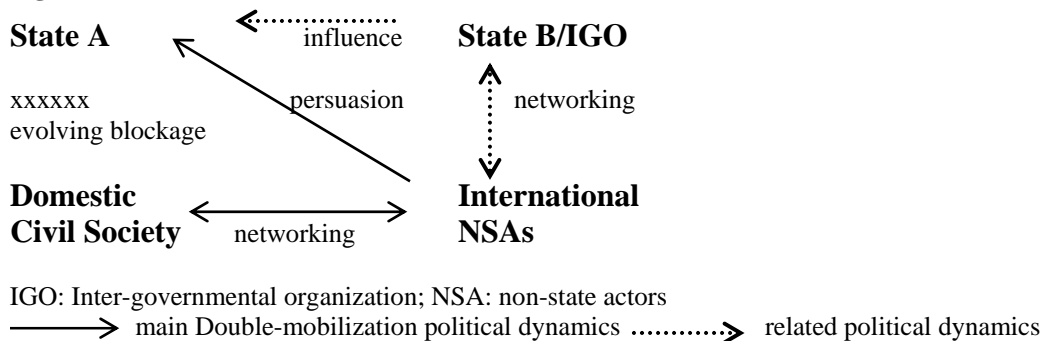 State A influence State B/IGO
xxxxxx persuasion networking
evolving blockage
Domestic International
Civil Society networking NSAs
IGO: Inter-governmental organization; NSA: non-state actors
main Double-mobilization political dynamics related political dynamics